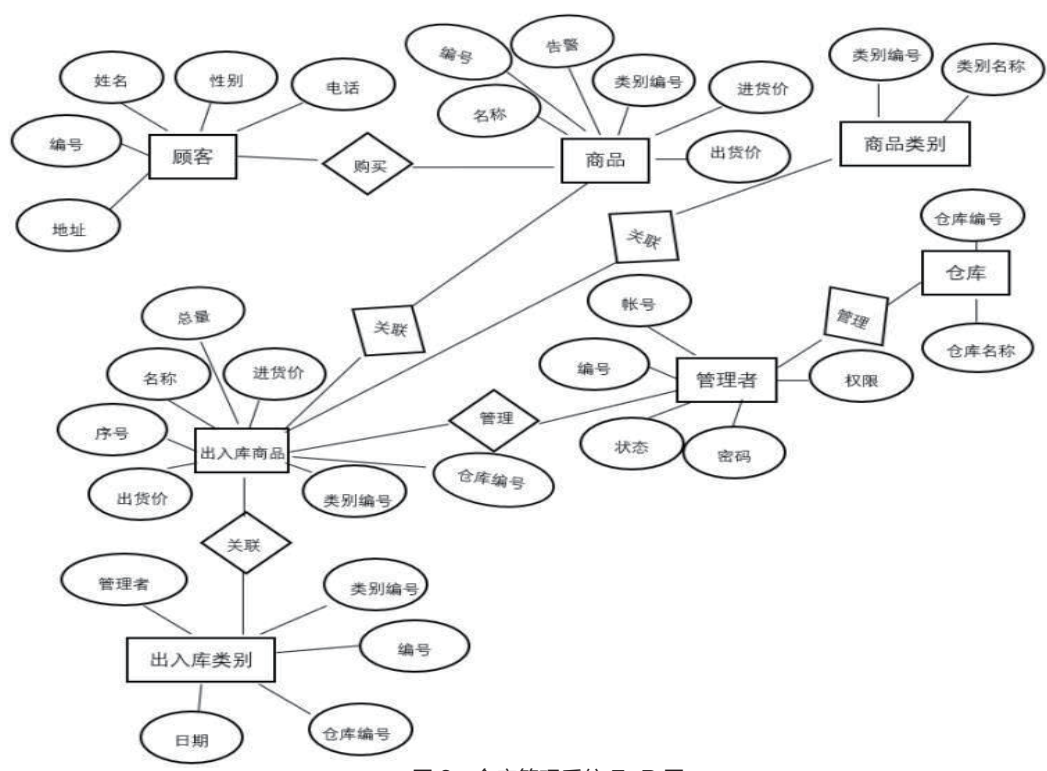 编号
告警
类别编号
类别名称
姓名
性别
电话
类别编号
进货价
名称
编号
顾客
购买
商品
出货价
商品类别
地址
关联
仓库编号
仓库
总量
关联
帐号
管理
名称
进货价
编号
管理者
权限
仓库名称
序号
出入库商品
管理
状态
密码
出货价
类别编号
仓库编号
关联
管理者
类别编号
出入库类别
编号
日期
仓库编号